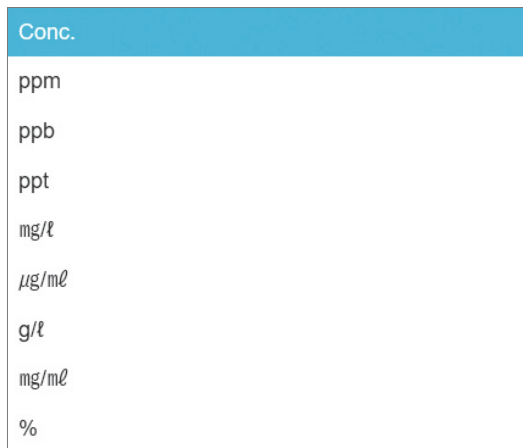 Conc.
ppm
ppb
ppt
㎎/ℓ
㎍/㎖
g/ℓ
㎎/㎖
%